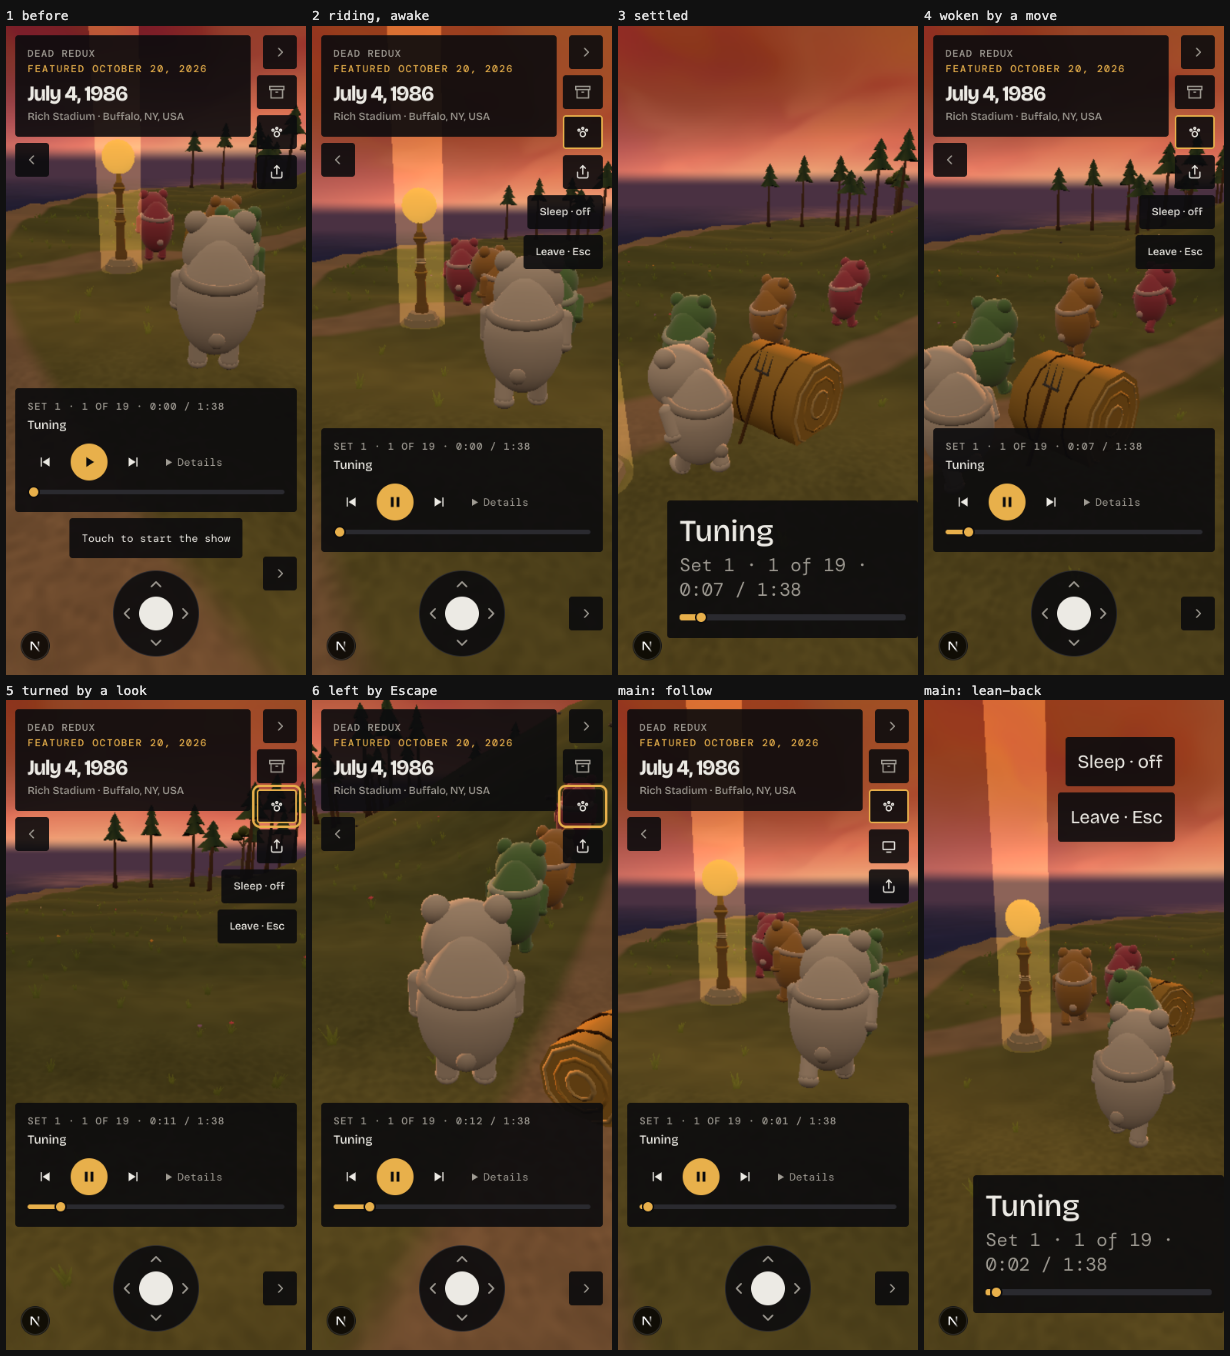 1 before
DEAD REDUX
FEATURED OCTOBER 20, 2026
July 4, 1986
Rich Stadium · Buffalo, NY, USA
SET 1 · 1 OF 19 · 0:00 / 1:38
Tuning
Details
Touch to start the show
N
2 riding, awake
DEAD REDUX
FEATURED OCTOBER 20, 2026
July 4, 1986
Rich Stadium · Buffalo, NY, USA
Sleep · off
Leave · Esc
SET 1 · 1 OF 19 · 0:00 / 1:38
Tuning
Details
N
3 settled
Tuning
Set 1 · 1 of 19 ·
0:07 / 1:38
N
4 woken by a move
DEAD REDUX
FEATURED OCTOBER 20, 2026
July 4, 1986
Rich Stadium · Buffalo, NY, USA
Sleep · off
Leave · Esc
SET 1 · 1 OF 19 · 0:07 / 1:38
Tuning
Details
N
5 turned by a look
DEAD REDUX
FEATURED OCTOBER 20, 2026
July 4, 1986
Rich Stadium · Buffalo, NY, USA
Sleep · off
Leave · Esc
SET 1 · 1 OF 19 · 0:11 / 1:38
Tuning
Details
N
6 left by Escape
DEAD REDUX
FEATURED OCTOBER 20, 2026
July 4, 1986
Rich Stadium · Buffalo, NY, USA
SET 1 · 1 OF 19 · 0:12 / 1:38
Tuning
Details
N
main: follow
DEAD REDUX
FEATURED OCTOBER 20, 2026
July 4, 1986
Rich Stadium · Buffalo, NY, USA
SET 1 · 1 OF 19 · 0:01 / 1:38
Tuning
Details
N
main: lean-back
Sleep · off
Leave · Esc
Tuning
Set 1 · 1 of 19 ·
0:02 / 1:38
N